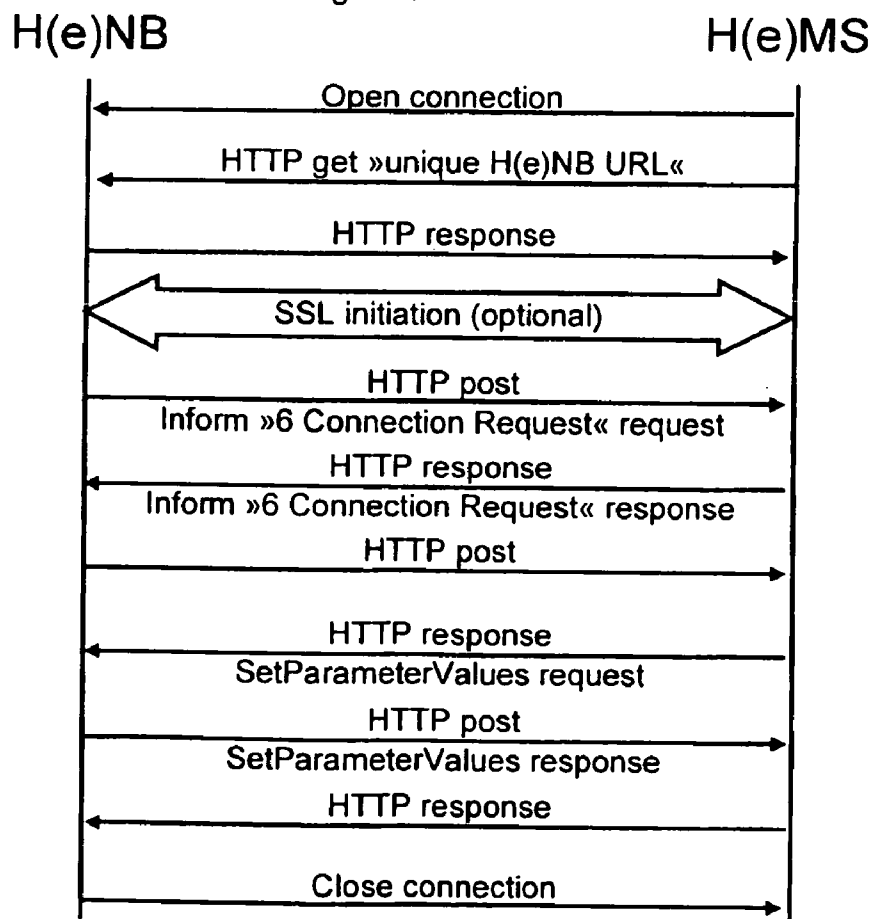 H(e)NB H(e)MS
Open connection
HTTP get »unique H(e)NB URL«
HTTP response
SSL initiation (optional)
HTTP post
Inform »6 Connection Request« request
HTTP response
Inform »6 Connection Request« response
HTTP post
HTTP response
SetParameterValues request
HTTP post
SetParameterValues response
HTTP response
Close connection